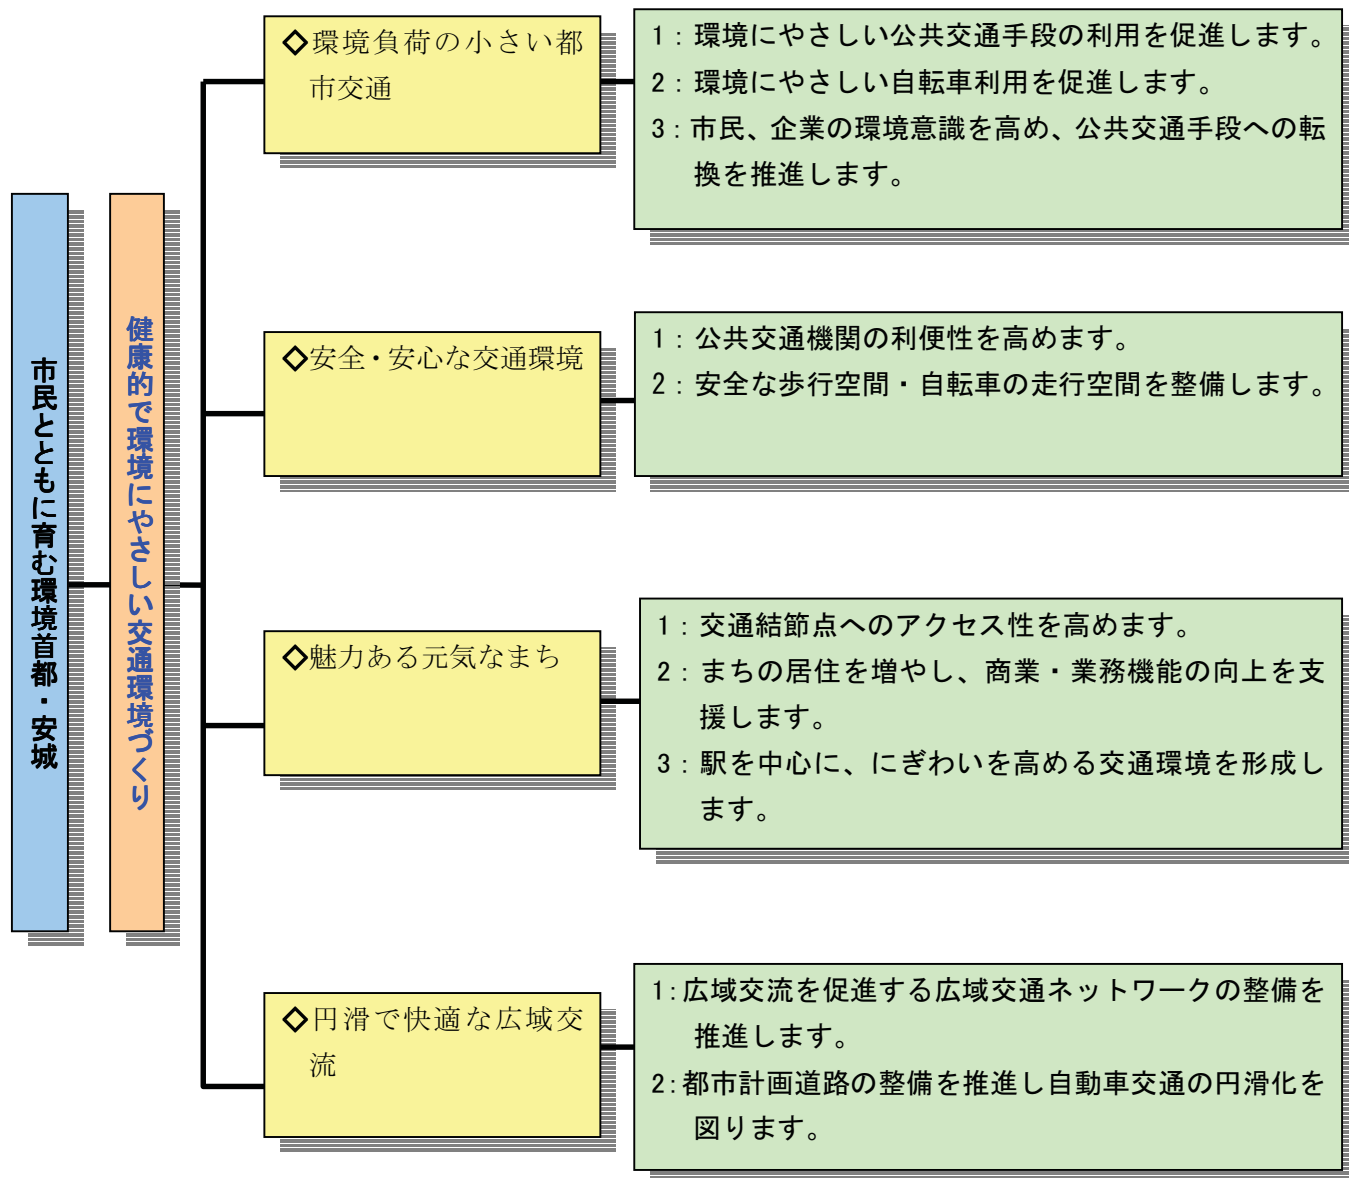 市民とともに育む環境首都・安城
健康的で環境にやさしい交通環境づくり
◇環境負荷の小さい都
市交通
1：環境にやさしい公共交通手段の利用を促進します。
2：環境にやさしい自転車利用を促進します。
3：市民、企業の環境意識を高め、公共交通手段への転
換を推進します。
◇安全・安心な交通環境
1：公共交通機関の利便性を高めます。
2：安全な歩行空間・自転車の走行空間を整備します。
◇魅力ある元気なまち
1：交通結節点へのアクセス性を高めます。
2：まちの居住を増やし、商業・業務機能の向上を支
援します。
3：駅を中心に、にぎわいを高める交通環境を形成し
ます。
◇円滑で快適な広域交
流
1：広域交流を促進する広域交通ネットワークの整備を
推進します。
2：都市計画道路の整備を推進し自動車交通の円滑化を
図ります。